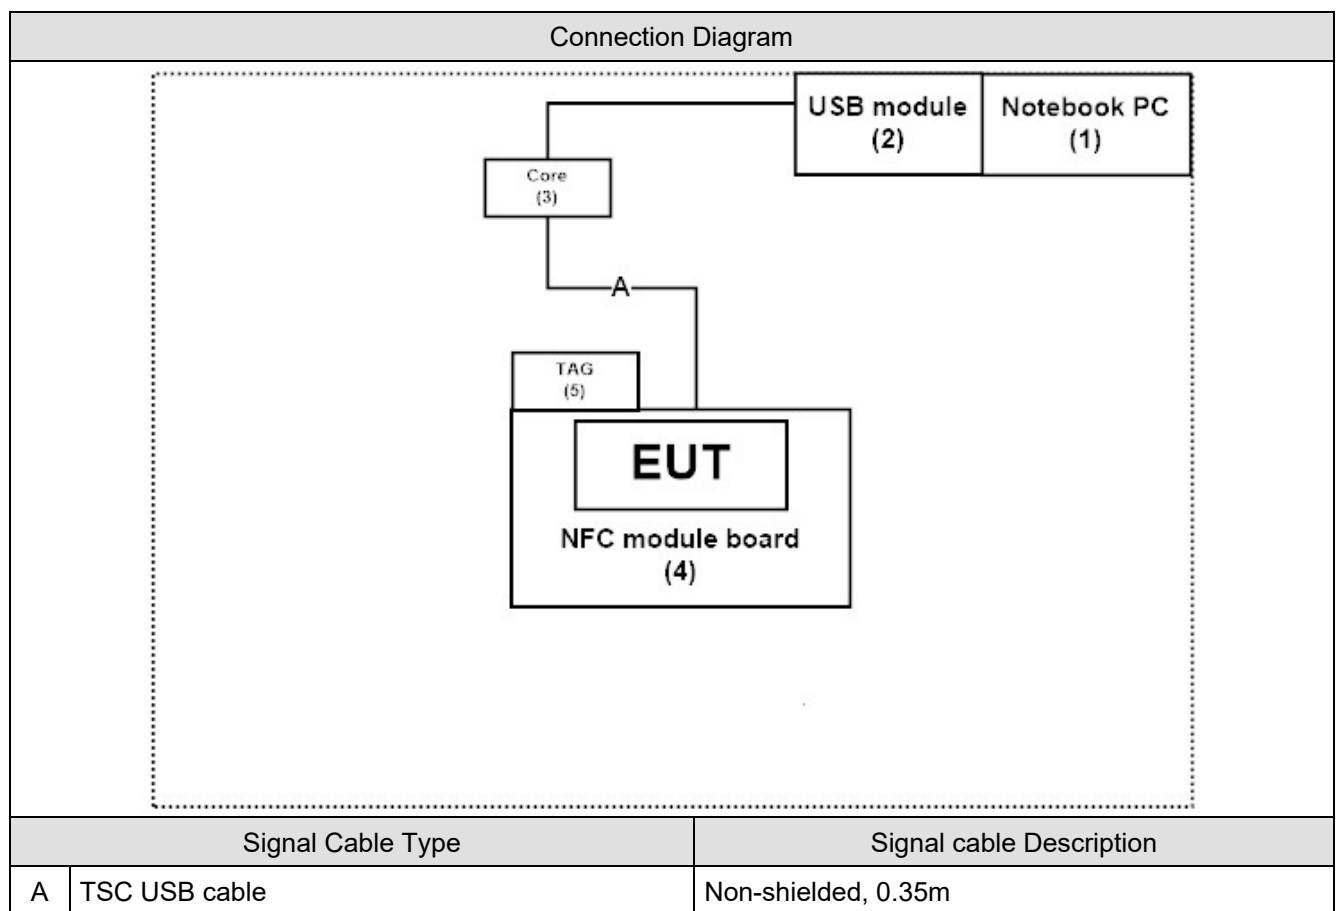 Connection Diagram
USB module
(2)
Notebook PC
(1)
Core
(3)
A
TAG
(5)
EUT
NFC module board
(4)
Signal Cable Type
Signal cable Description
A
TSC USB cable
Non-shielded, 0.35m